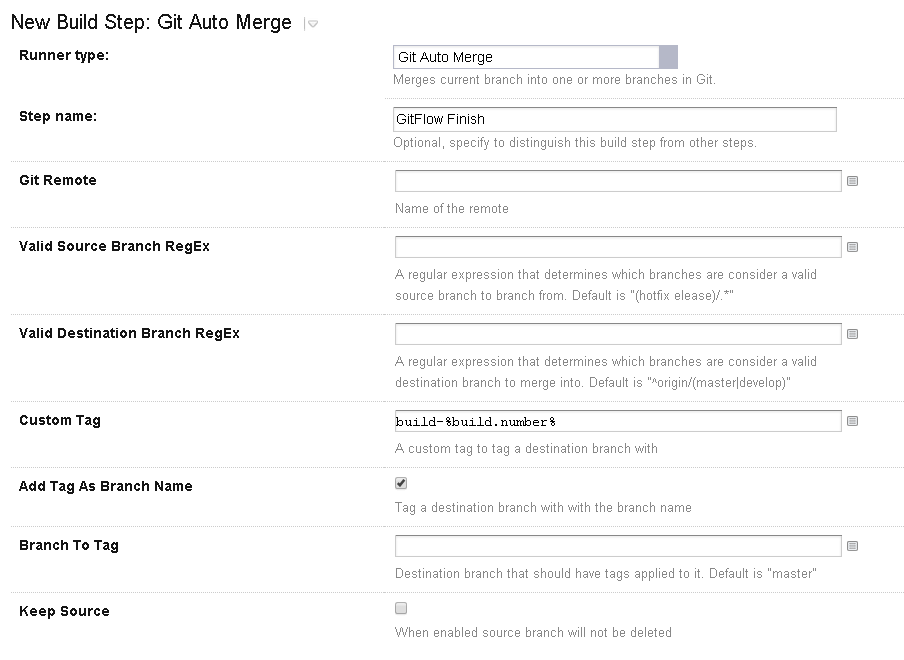 New Build Step: Git Auto Merge
Runner type:
Git Auto Merge
Merges current branch into one or more branches in Git.
Step name:
GitFlow Finish
Optional, specify to distinguish this build step from other steps.
Git Remote
Name of the remote
Valid Source Branch RegEx
A regular expression that determines which branches are consider a valid
source branch to branch from. Default is "(hotfix elease)/.*"
Valid Destination Branch RegEx
A regular expression that determines which branches are consider a valid
destination branch to merge into. Default is "^origin/(master|develop)"
Custom Tag
build-%build.number%
A custom tag to tag a destination branch with
Add Tag As Branch Name
Tag a destination branch with with the branch name
Branch To Tag
Destination branch that should have tags applied to it. Default is "master"
Keep Source
When enabled source branch will not be deleted